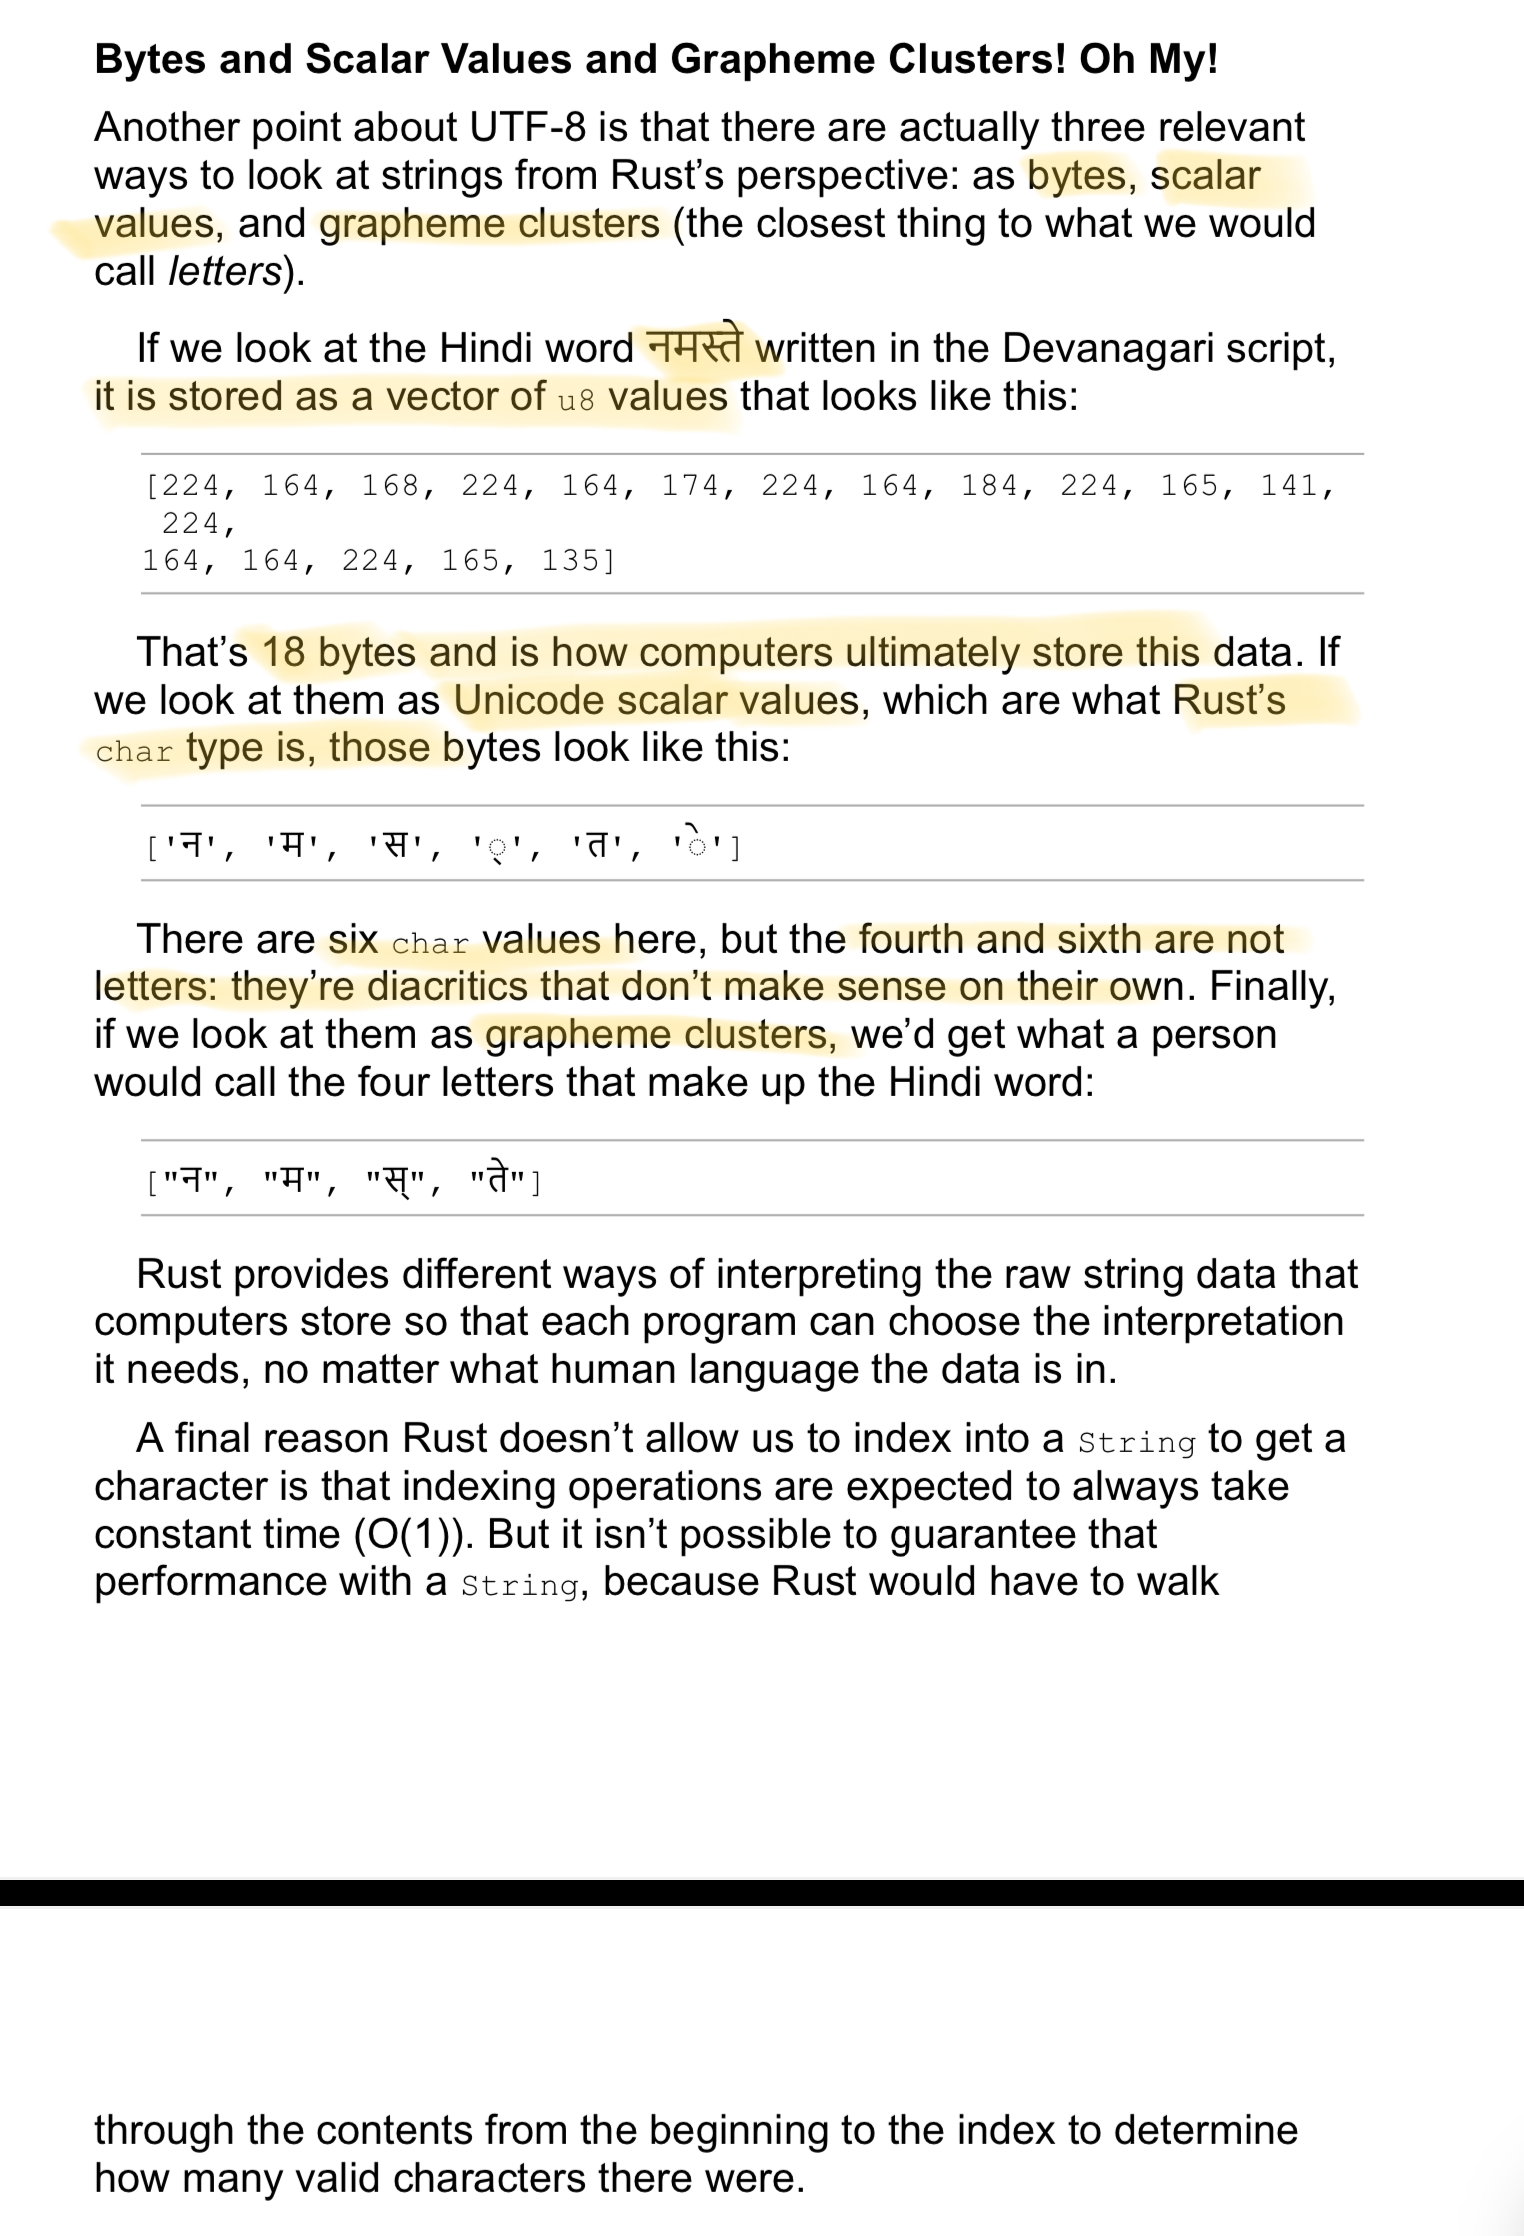 Bytes and Scalar Values and Grapheme Clusters! Oh My!
Another point about UTF-8 is that there are actually three relevant
ways to look at strings from Rust’s perspective: as bytes, scalar
values, and grapheme clusters (the closest thing to what we would
call letters).
If we look at the Hindi word नमस्ते written in the Devanagari script,
it is stored as a vector of u8 values that looks like this:
[224, 164, 168, 224, 164, 174, 224, 164, 184, 224, 165, 141,
224,
164, 164, 224, 165, 135]
That’s 18 bytes and is how computers ultimately store this data. If
we look at them as Unicode scalar values, which are what Rust’s
char type is, those bytes look like this:
['न', 'म', 'स', '्', 'त', 'े']
There are six char values here, but the fourth and sixth are not
letters: they’re diacritics that don’t make sense on their own. Finally,
if we look at them as grapheme clusters, we’d get what a person
would call the four letters that make up the Hindi word:
["न", "म", "स्", "ते"]
Rust provides different ways of interpreting the raw string data that
computers store so that each program can choose the interpretation
it needs, no matter what human language the data is in.
A final reason Rust doesn’t allow us to index into a String to get a
character is that indexing operations are expected to always take
constant time (O(1)). But it isn’t possible to guarantee that
performance with a String, because Rust would have to walk
through the contents from the beginning to the index to determine
how many valid characters there were.